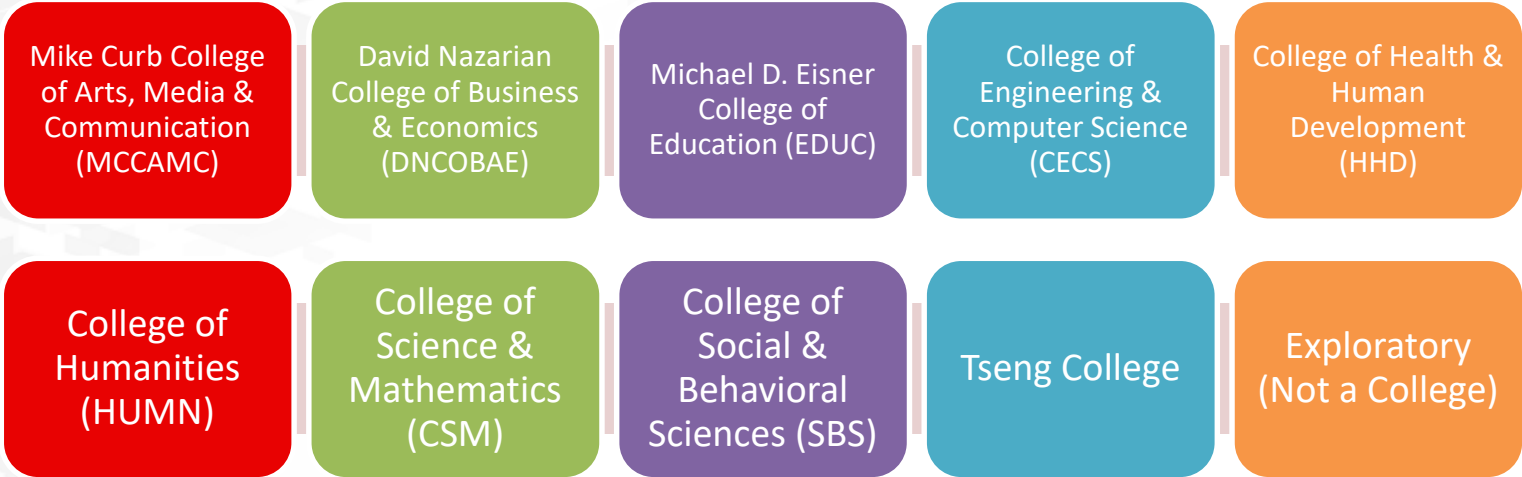 Mike Curb College
of Arts, Media &
Communication
(MCCAMC)
David Nazarian
College of Business
& Economics
(DNCOBAE)
Michael D. Eisner
College of
Education (EDUC)
College of
Engineering &
Computer Science
(CECS)
College of Health &
Human
Development
(HHD)
College of
Humanities
(HUMN)
College of
Science &
Mathematics
(CSM)
College of
Social &
Behavioral
Sciences (SBS)
Tseng College
Exploratory
(Not a College)